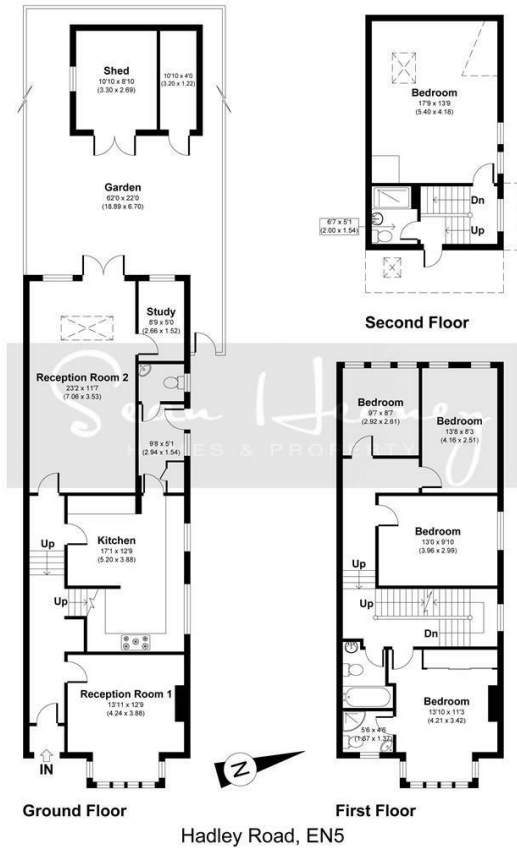 Shed
10'10 x 8'10
(3.30 x 2.69)
10'10 x 4'0
(3.20 x 1.22)
Garden
62'0 x 22'0
(18.89 x 6.70)
Study
8'9 x 5'0
(2.66 x 1.52)
Reception Room 2
23'2 x 11'7
(7.06 x 3.53)
9'8 x 5'1
(2.94 x 1.54)
Kitchen
17'1 x 12'9
(5.20 x 3.88)
Up
Up
Reception Room 1
13'11 x 12'9
(4.24 x 3.88)
IN
Ground Floor
Bedroom
17'9 x 13'9
(5.40 x 4.18)
6'7 x 5'1
(2.00 x 1.54)
Dn
Up
Second Floor
Bedroom
9'7 x 8'7
(2.92 x 2.61)
Bedroom
13'8 x 8'3
(4.16 x 2.51)
Bedroom
13'0 x 9'10
(3.96 x 2.99)
Up
Up
Dn
Bedroom
13'10 x 11'3
(4.21 x 3.42)
5'6 x 4'6
(1.67 x 1.37)
First Floor
N
Sean Heaney
HOMES & PROPERTY
Hadley Road, EN5